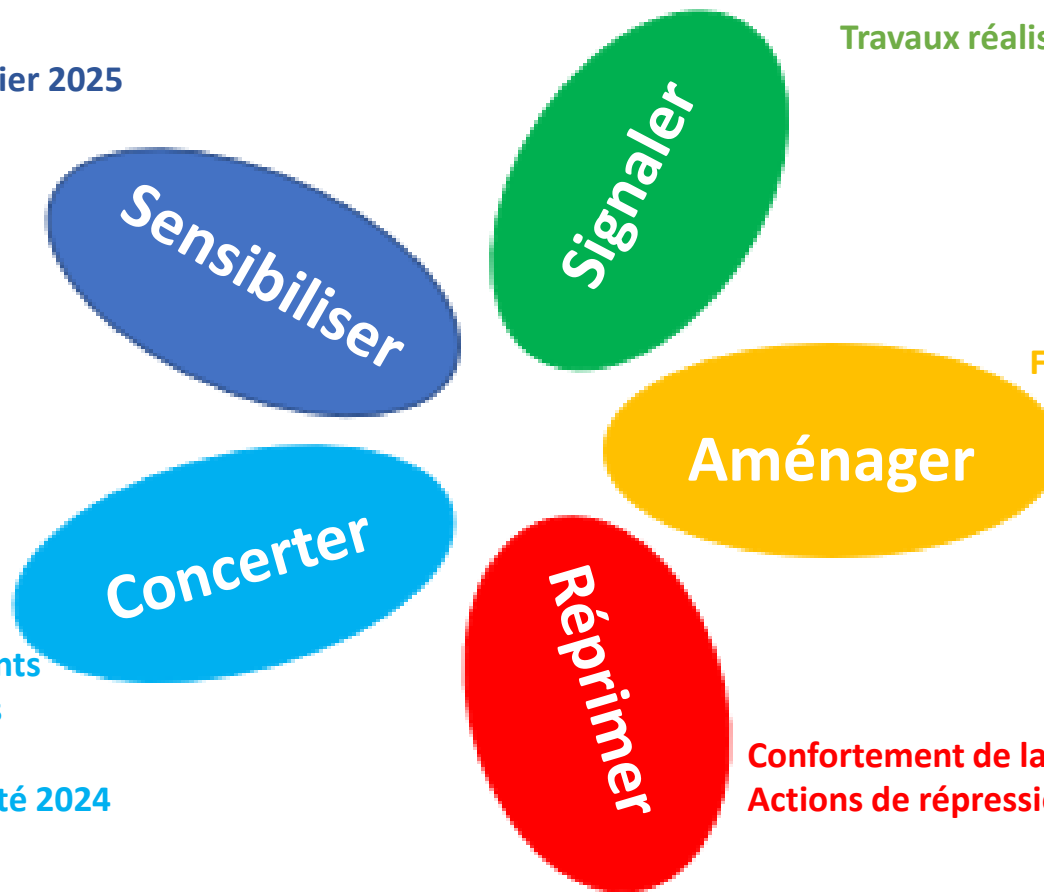 Travaux réalis
ier 2025
Signaler
Sensibiliser
F
Aménager
Concerter
Réprimer
nts
s
té 2024
Confortement de la
Actions de répressi